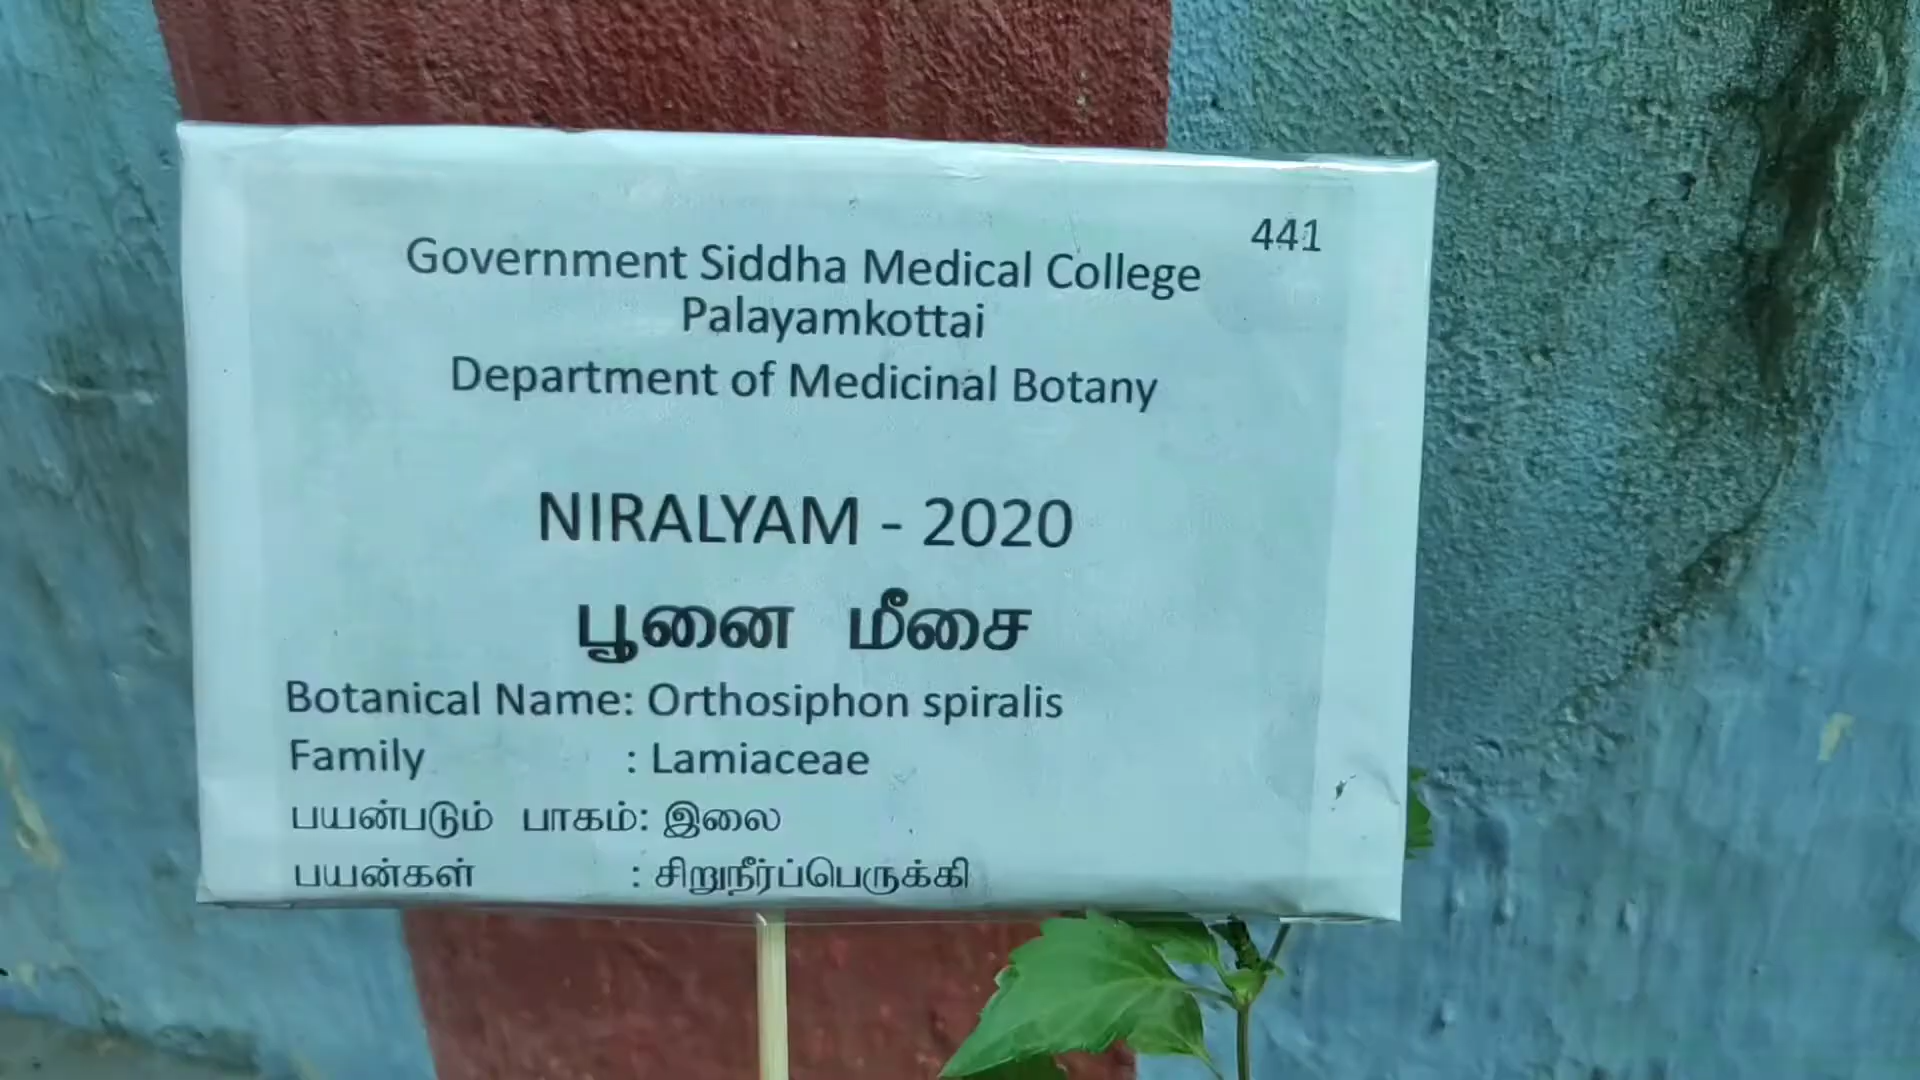 441
Government Siddha Medical College
Palayamkottai
Department of Medicinal Botany
NIRALYAM - 2020
பூனை மீசை
Botanical Name: Orthosiphon spiralis
Family : Lamiaceae
பயன்படும் பாகம்: இலை
பயன்கள் : சிறுநீர்ப்பெருக்கி